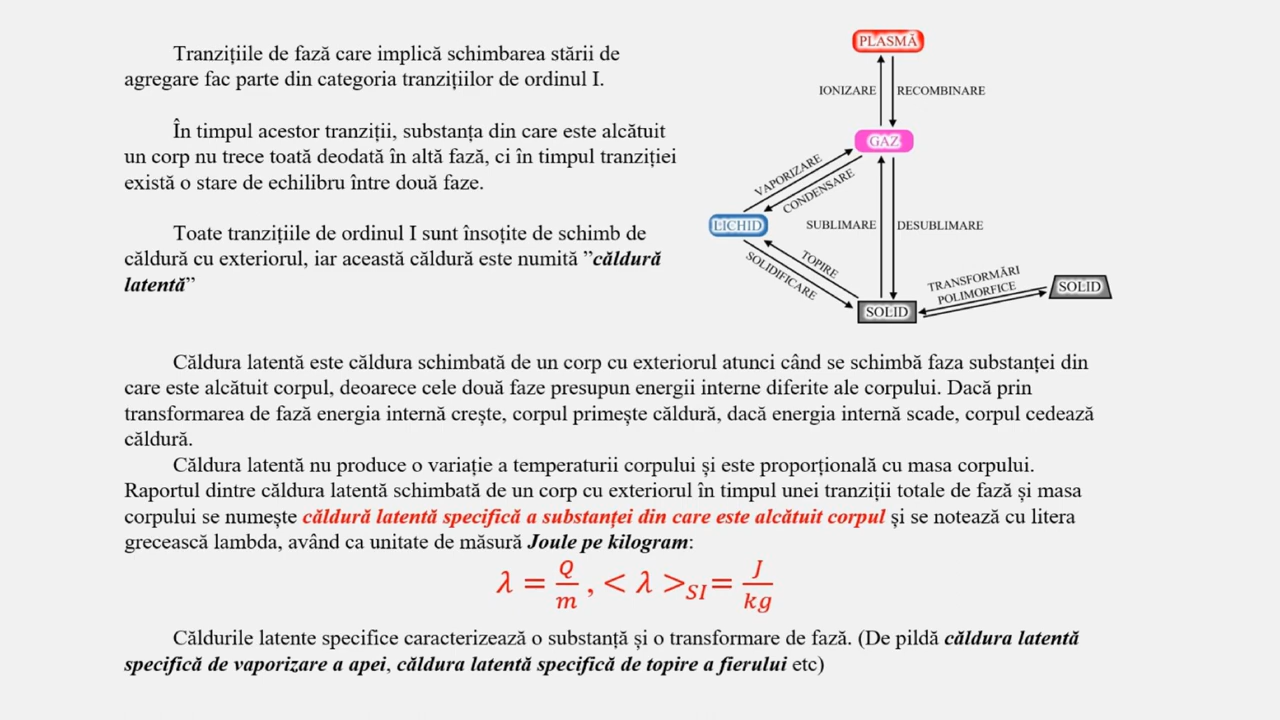 Tranzițiile de fază care implică schimbarea stării de
agregare fac parte din categoria tranzițiilor de ordinul I.
În timpul acestor tranziții, substanța din care este alcătuit
un corp nu trece toată deodată în altă fază, ci în timpul tranziției
există o stare de echilibru între două faze.
Toate tranzițiile de ordinul I sunt însoțite de schimb de
căldură cu exteriorul, iar această căldură este numită ”căldură
latentă”
PLASMĂ
IONIZARE
RECOMBINARE
GAZ
VAPORIZARE
CONDENSARE
LICHID
SUBLIMARE
DESUBLIMARE
TOPIRE
SOLIDIFICARE
TRANSFORMĂRI
POLIMORFICE
SOLID
SOLID
Căldura latentă este căldura schimbată de un corp cu exteriorul atunci când se schimbă faza substanței din
care este alcătuit corpul, deoarece cele două faze presupun energii interne diferite ale corpului. Dacă prin
transformarea de fază energia internă crește, corpul primește căldură, dacă energia internă scade, corpul cedează
căldură.
Căldura latentă nu produce o variație a temperaturii corpului și este proporțională cu masa corpului.
Raportul dintre căldura latentă schimbată de un corp cu exteriorul în timpul unei tranziții totale de fază și masa
corpului se numește căldură latentă specifică a substanței din care este alcătuit corpul și se notează cu litera
grecească lambda, având ca unitate de măsură Joule pe kilogram:
λ = Q/m , < λ >SI = J/kg
Căldurile latente specifice caracterizează o substanță și o transformare de fază. (De pildă căldura latentă
specifică de vaporizare a apei, căldura latentă specifică de topire a fierului etc)